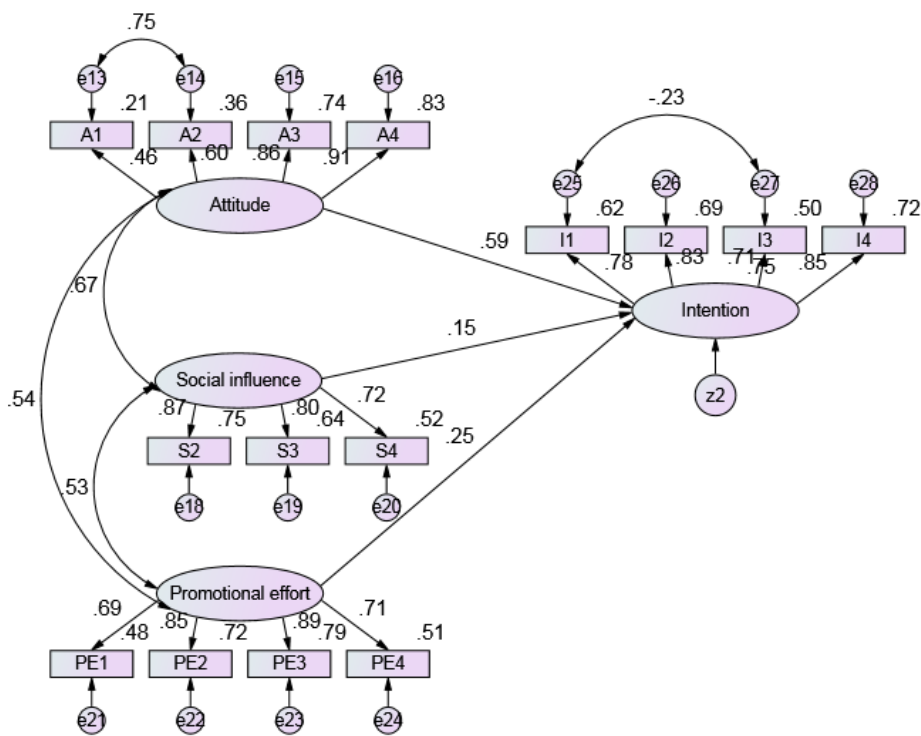 .75
e13 e14 e15 e16
.21 .36 .74 .83
A1 A2 A3 A4
.46 .60 .86 .91
Attitude
-.23
e25 e26 e27 e28
.62 .69 .50 .72
I1 I2 I3 I4
.78 .83 .71 .75 .85
Intention
z2
.59
.67
.15
Social influence
.87 .75 .80 .64 .72 .52
S2 S3 S4
e18 e19 e20
.54
.53
.25
Promotional effort
.69 .48 .85 .72 .89 .79 .71 .51
PE1 PE2 PE3 PE4
e21 e22 e23 e24